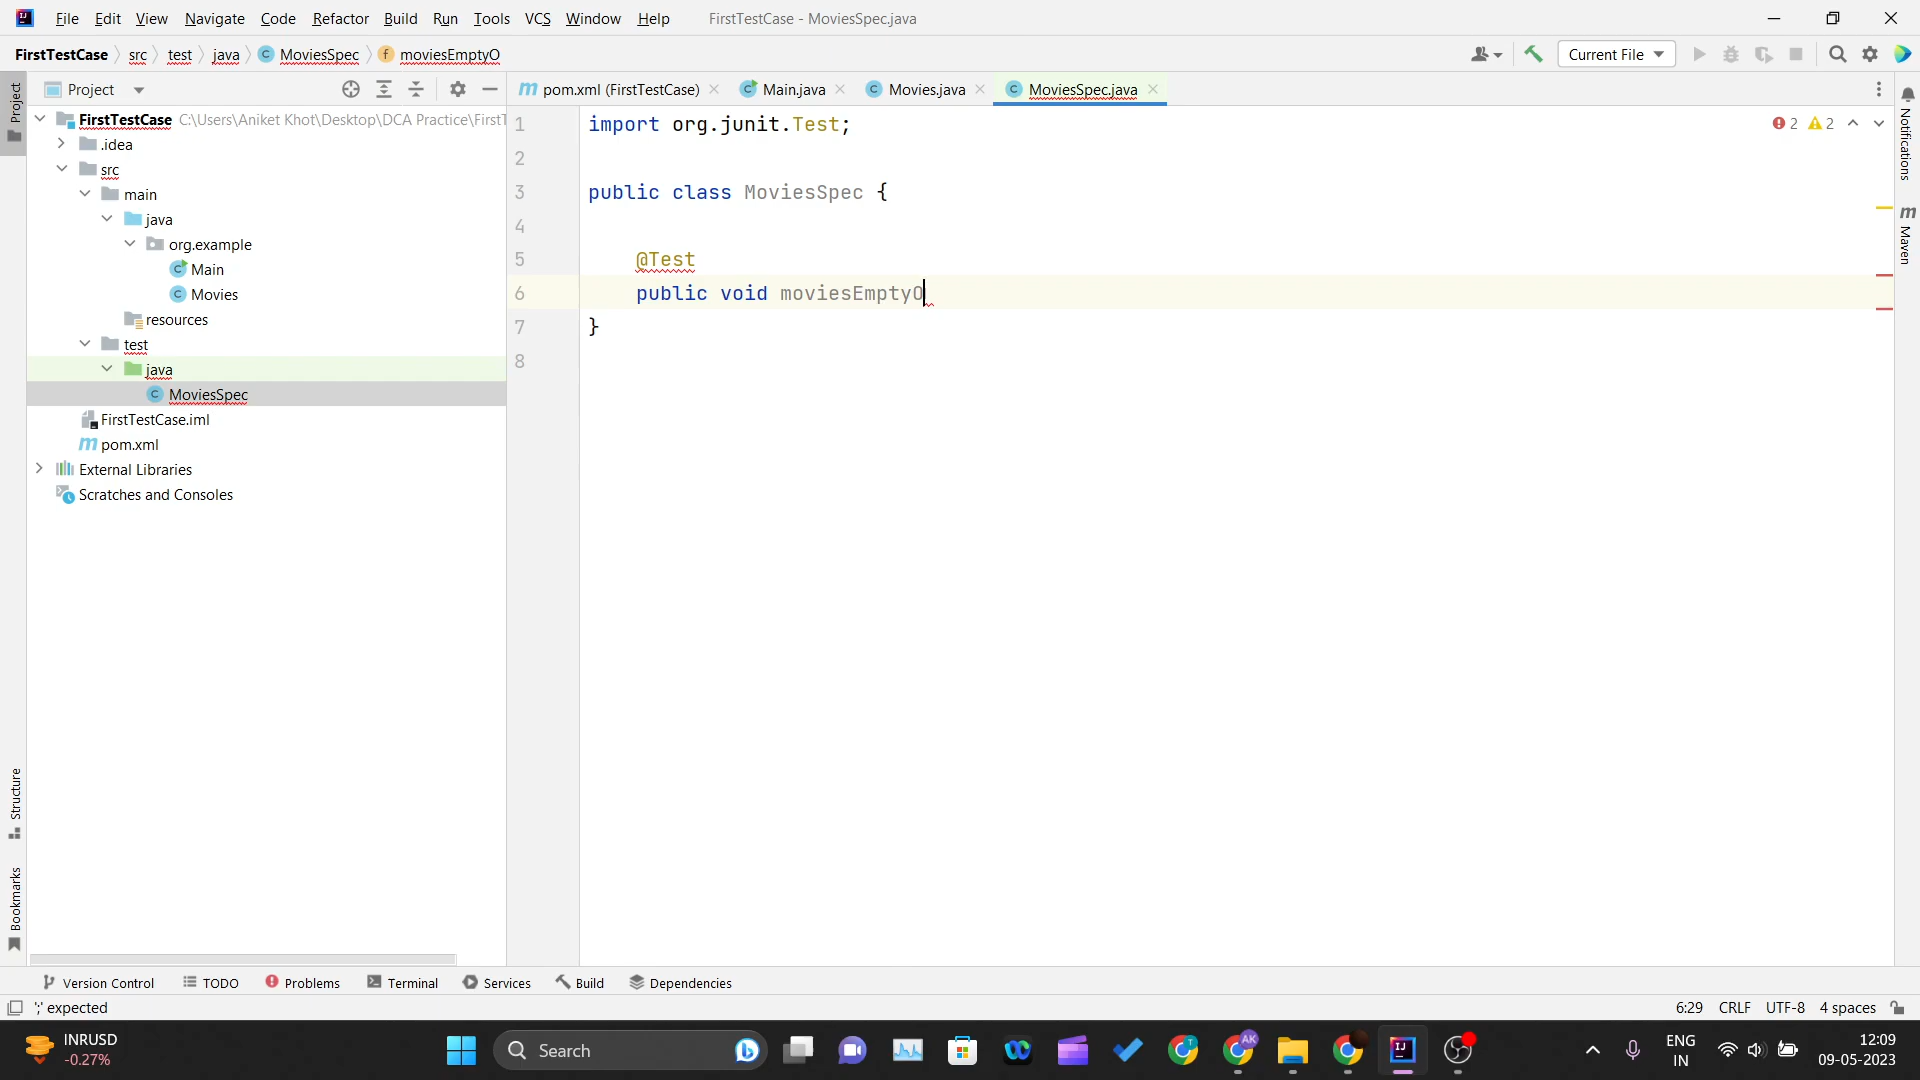 File Edit View Navigate Code Refactor Build Run Tools VCS Window Help FirstTestCase - MoviesSpec.java
FirstTestCase src test java MoviesSpec moviesEmptyO Current File
Project
Project
pom.xml (FirstTestCase) Main.java Movies.java MoviesSpec.java
Notifications
Maven
FirstTestCase C:\Users\Aniket Khot\Desktop\DCA Practice\FirstT
.idea
src
main
java
org.example
Main
Movies
resources
test
java
MoviesSpec
FirstTestCase.iml
pom.xml
External Libraries
Scratches and Consoles
1 import org.junit.Test;
2 2
2
3 public class MoviesSpec {
4
5 @Test
6 public void moviesEmptyO
7 }
8
Structure
Bookmarks
Version Control TODO Problems Terminal Services Build Dependencies
';' expected 6:29 CRLF UTF-8 4 spaces
INRUSD
-0.27%
Search
AK
ENG
IN
12:09
09-05-2023